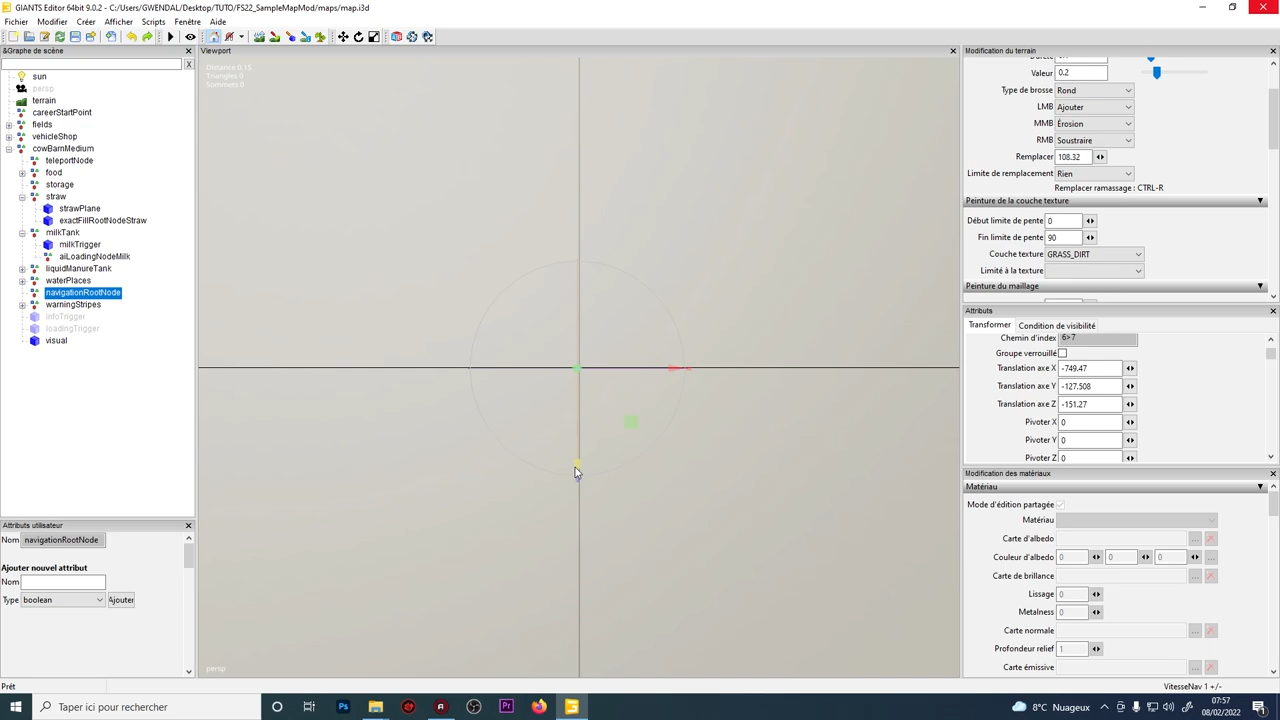 GIANTS Editor 64bit 9.0.2 - C:/Users/GWENDAL/Desktop/TUTO/FS22_SampleMapMod/maps/map.i3d
Fichier Modifier Créer Afficher Scripts Fenêtre Aide
&Graphe de scène
X
sun
persp
terrain
careerStartPoint
fields
vehicleShop
cowBarnMedium
teleportNode
food
storage
straw
strawPlane
exactFillRootNodeStraw
milkTank
milkTrigger
aiLoadingNodeMilk
liquidManureTank
waterPlaces
navigationRootNode
warningStripes
infoTrigger
loadingTrigger
visual
Attributs utilisateur
Nom navigationRootNode
Ajouter nouvel attribut
Nom
Type boolean Ajouter
Prêt
Viewport
Distance 0.15
Triangles 0
Sommets 0
persp
Modification du terrain
Valeur 0.2
Type de brosse Rond
LMB Ajouter
MMB Érosion
RMB Soustraire
Remplacer 108.32
Limite de remplacement Rien
Remplacer ramassage : CTRL-R
Peinture de la couche texture
Début limite de pente 0
Fin limite de pente 90
Couche texture GRASS_DIRT
Limité à la texture
Peinture du maillage
Attributs
Transformer Condition de visibilité
Chemin d'index 6>7
Groupe verrouillé
Translation axe X -749.47
Translation axe Y -127.508
Translation axe Z -151.27
Pivoter X 0
Pivoter Y 0
Pivoter Z 0
Modification des matériaux
Matériau
Mode d'édition partagée
Matériau
Carte d'albedo ...
Couleur d'albedo 0 0 0 ...
Carte de brillance ...
Lissage 0
Metalness 0
Carte normale ...
Profondeur relief 1
Carte émissive ...
VitesseNav 1 +/-
Taper ici pour rechercher
8°C Nuageux
07:57
08/02/2022